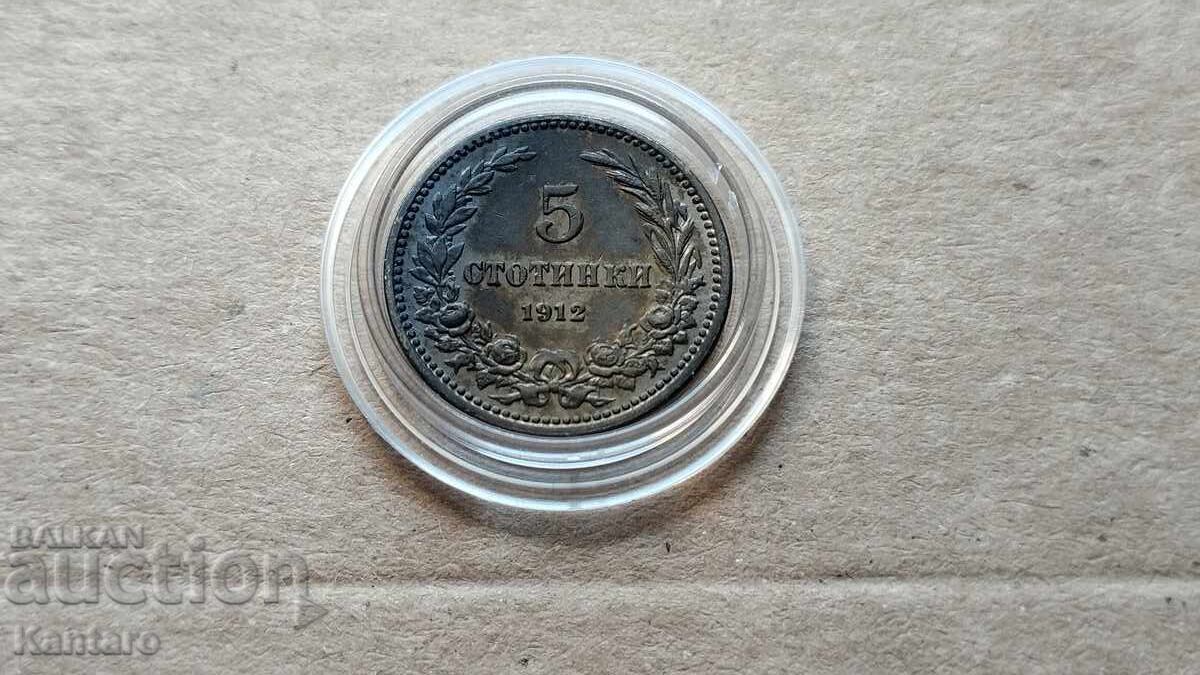 5
СТОТИНКИ
1912
BALKAN
auction
Kantaro